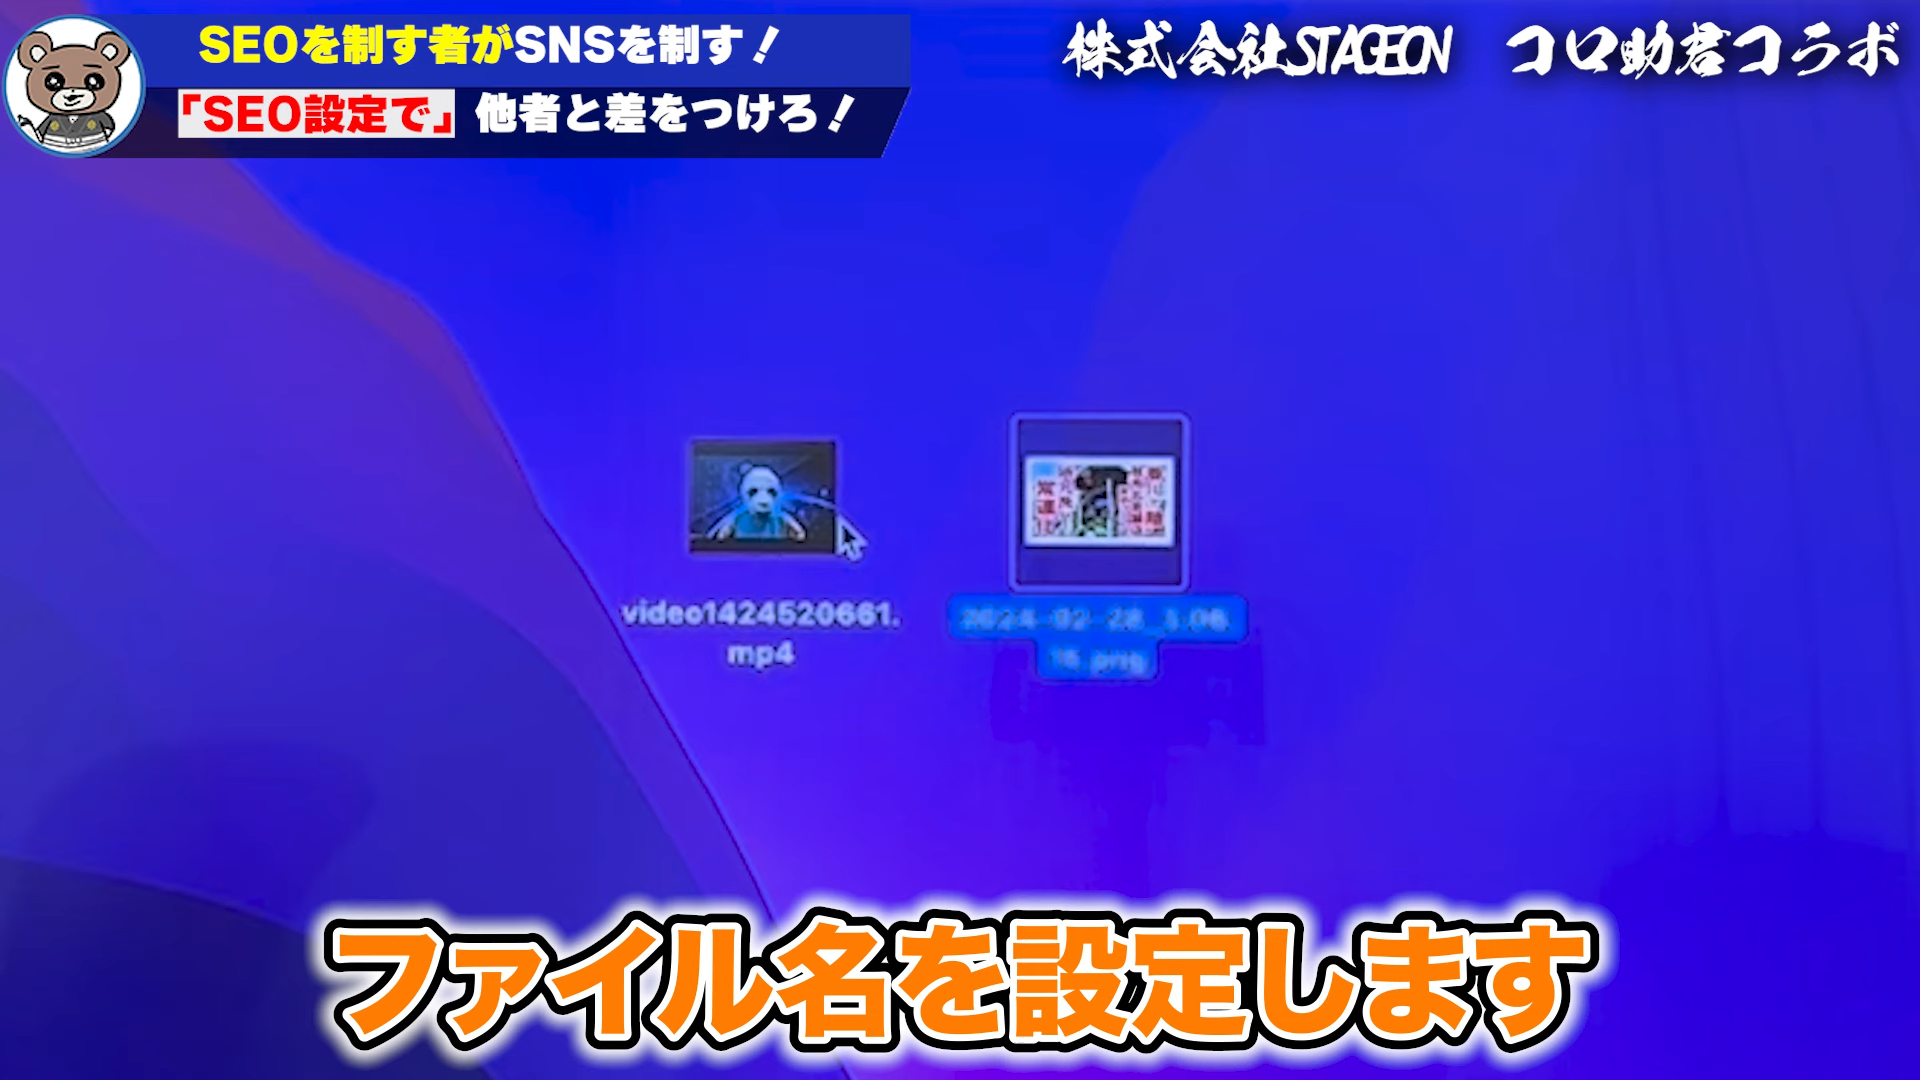 SEOを制す者がSNSを制す！
「SEO設定で」 他者と差をつけろ！
株式会社STAGEON コロ助君コラボ
video1424520661.
mp4
ファイル名を設定します